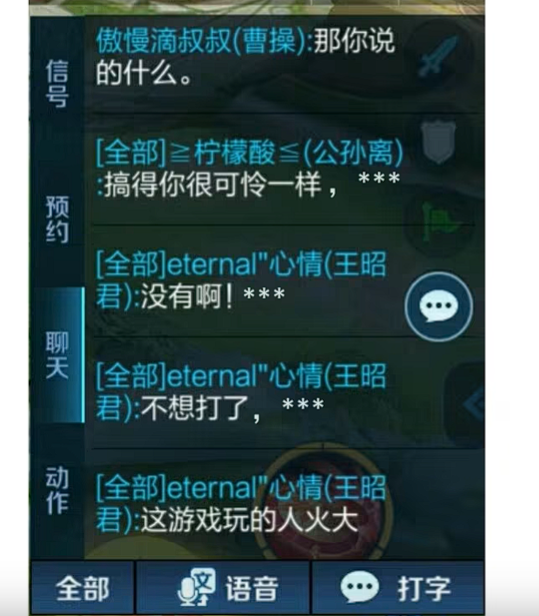 傲慢滴叔叔(曹操):那你说
的什么。
信号
[全部]≧柠檬酸≦(公孙离)
:搞得你很可怜一样，***
预约
[全部]eternal"心情(王昭
君):没有啊！***
聊天
[全部]eternal"心情(王昭
君):不想打了，***
动作
[全部]eternal"心情(王昭
君):这游戏玩的人火大
全部
文
语音
打字